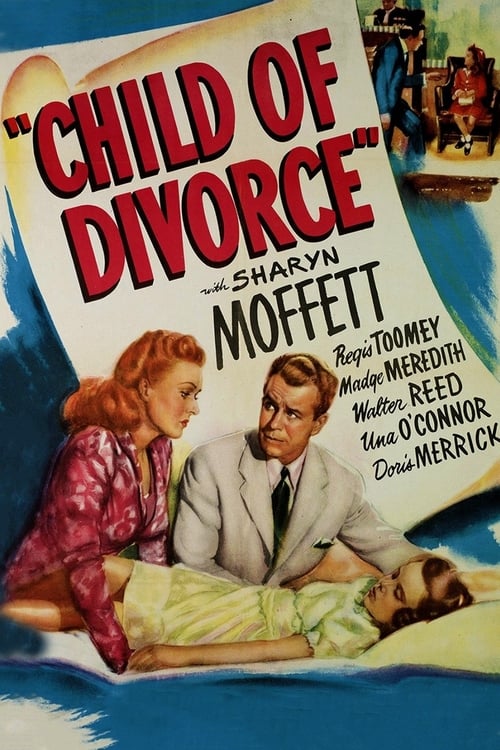 "CHILD OF
DIVORCE"
with SHARYN
MOFFETT
Regis TOOMEY
Madge MEREDITH
Walter REED
Una O'CONNOR
Doris MERRICK